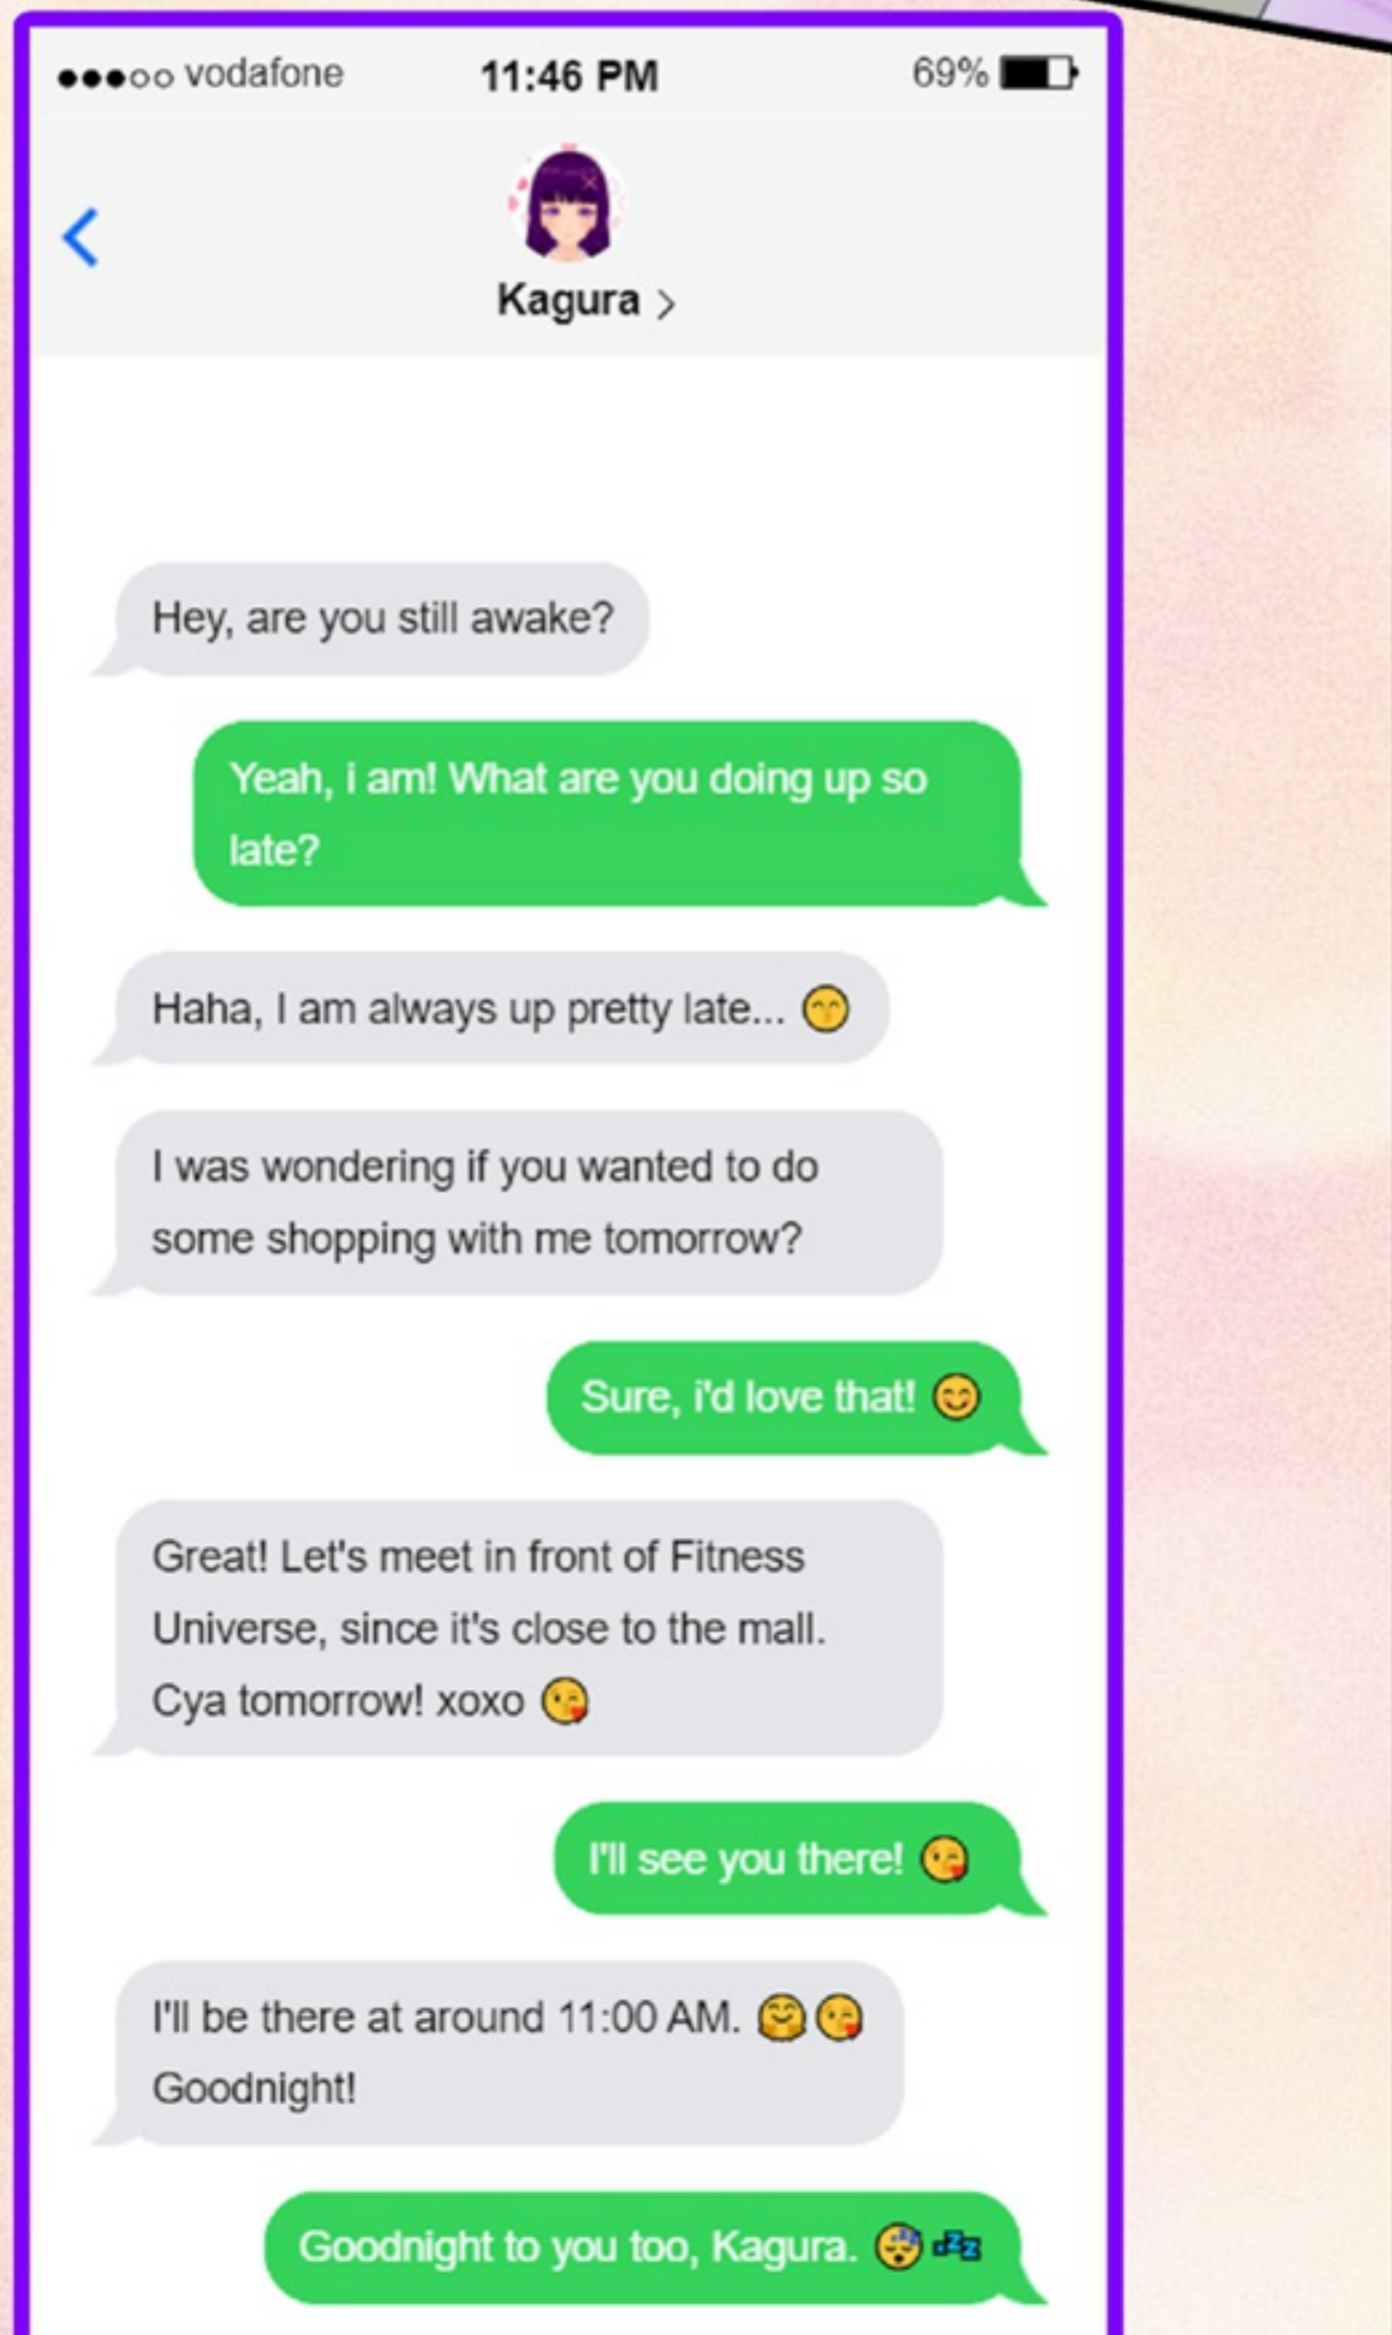 vodafone 11:46 PM 69%
Kagura >
Hey, are you still awake?
Yeah, i am! What are you doing up so
late?
Haha, I am always up pretty late... 😙
I was wondering if you wanted to do
some shopping with me tomorrow?
Sure, i'd love that! 😊
Great! Let's meet in front of Fitness
Universe, since it's close to the mall.
Cya tomorrow! xoxo 😘
I'll see you there! 😘
I'll be there at around 11:00 AM. 🤗😘
Goodnight!
Goodnight to you too, Kagura. 😴💤